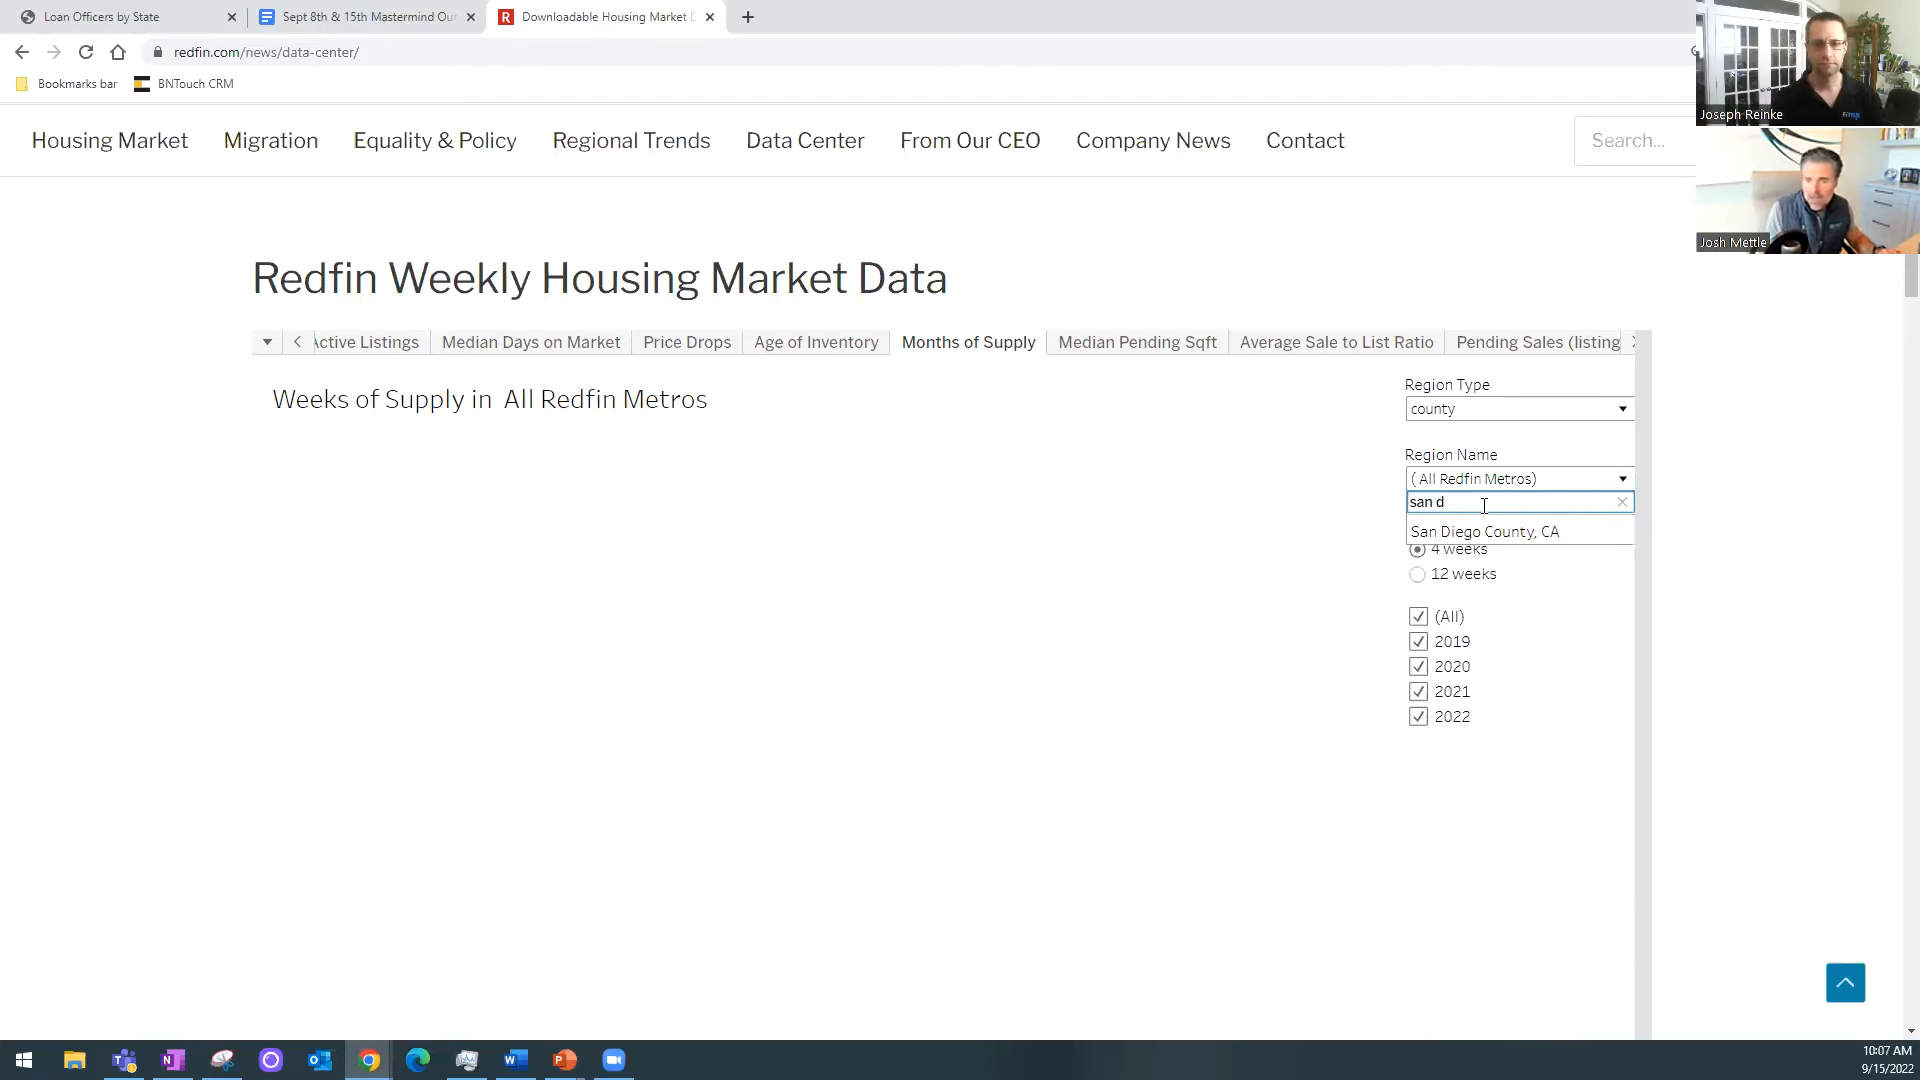 Loan Officers by State
Sept 8th & 15th Mastermind Ou
Downloadable Housing Market D
redfin.com/news/data-center/
Bookmarks bar
BNTouch CRM
Joseph Reinke
Housing Market
Migration
Equality & Policy
Regional Trends
Data Center
From Our CEO
Company News
Contact
Search...
Josh Mettle
Redfin Weekly Housing Market Data
Active Listings
Median Days on Market
Price Drops
Age of Inventory
Months of Supply
Median Pending Sqft
Average Sale to List Ratio
Pending Sales (listing
Weeks of Supply in All Redfin Metros
Region Type
county
Region Name
( All Redfin Metros)
san d
San Diego County, CA
4 weeks
12 weeks
(All)
2019
2020
2021
2022
10:07 AM
9/15/2022